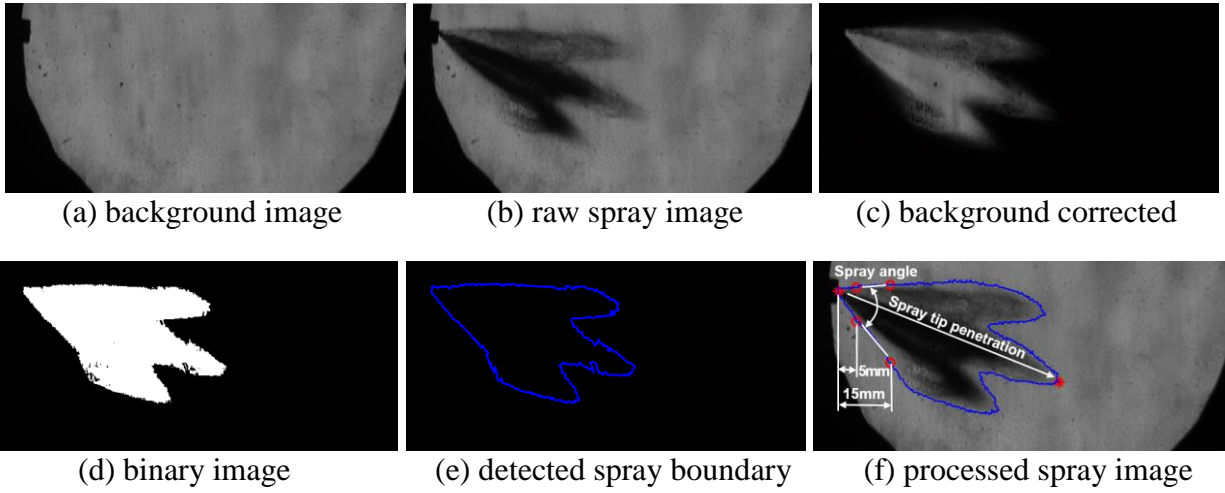 (a) background image
(b) raw spray image
(c) background corrected
Spray angle
Spray tip penetration
5mm
15mm
(d) binary image
(e) detected spray boundary
(f) processed spray image